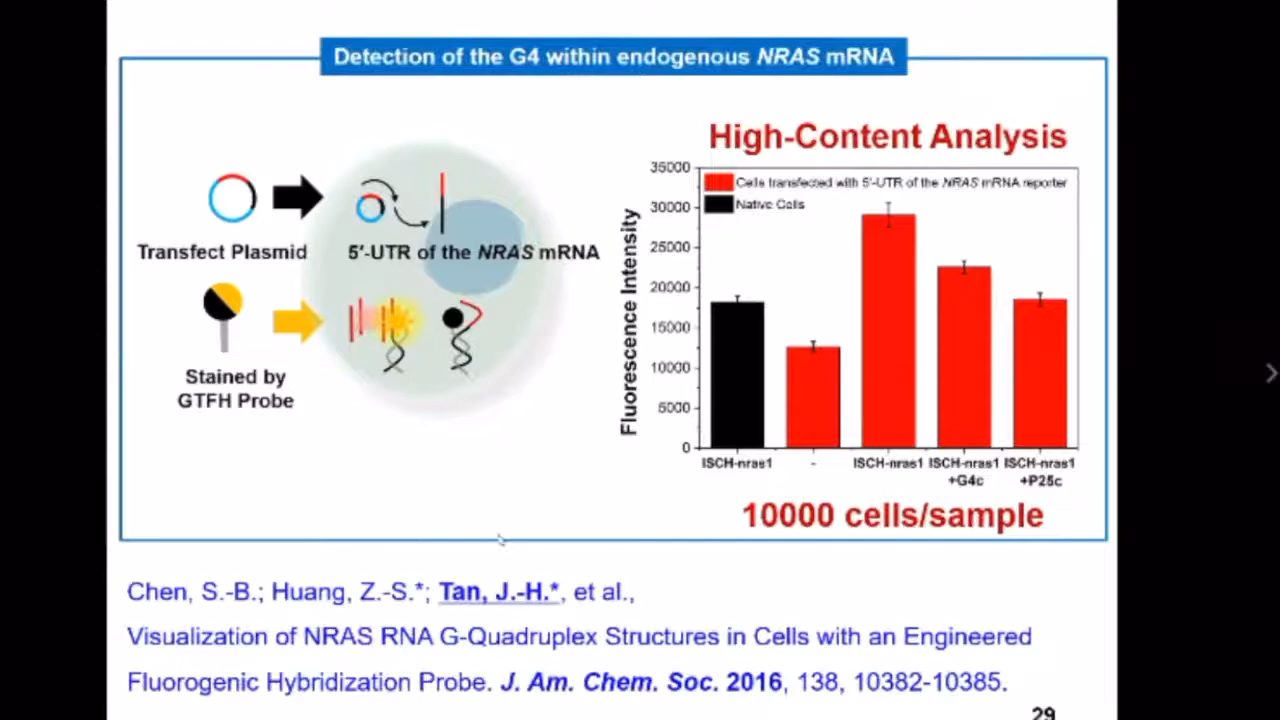 Detection of the G4 within endogenous NRAS mRNA
Transfect Plasmid
5′-UTR of the NRAS mRNA
Stained by
GTFH Probe
High-Content Analysis
Fluorescence Intensity
35000
30000
25000
20000
15000
10000
5000
0
Cells transfected with 5′-UTR of the NRAS mRNA reporter
Native Cells
ISCH-nras1
-
ISCH-nras1
ISCH-nras1
+G4c
ISCH-nras1
+P25c
10000 cells/sample
Chen, S.-B.; Huang, Z.-S.*; Tan, J.-H.*, et al.,
Visualization of NRAS RNA G-Quadruplex Structures in Cells with an Engineered
Fluorogenic Hybridization Probe. J. Am. Chem. Soc. 2016, 138, 10382-10385.
29